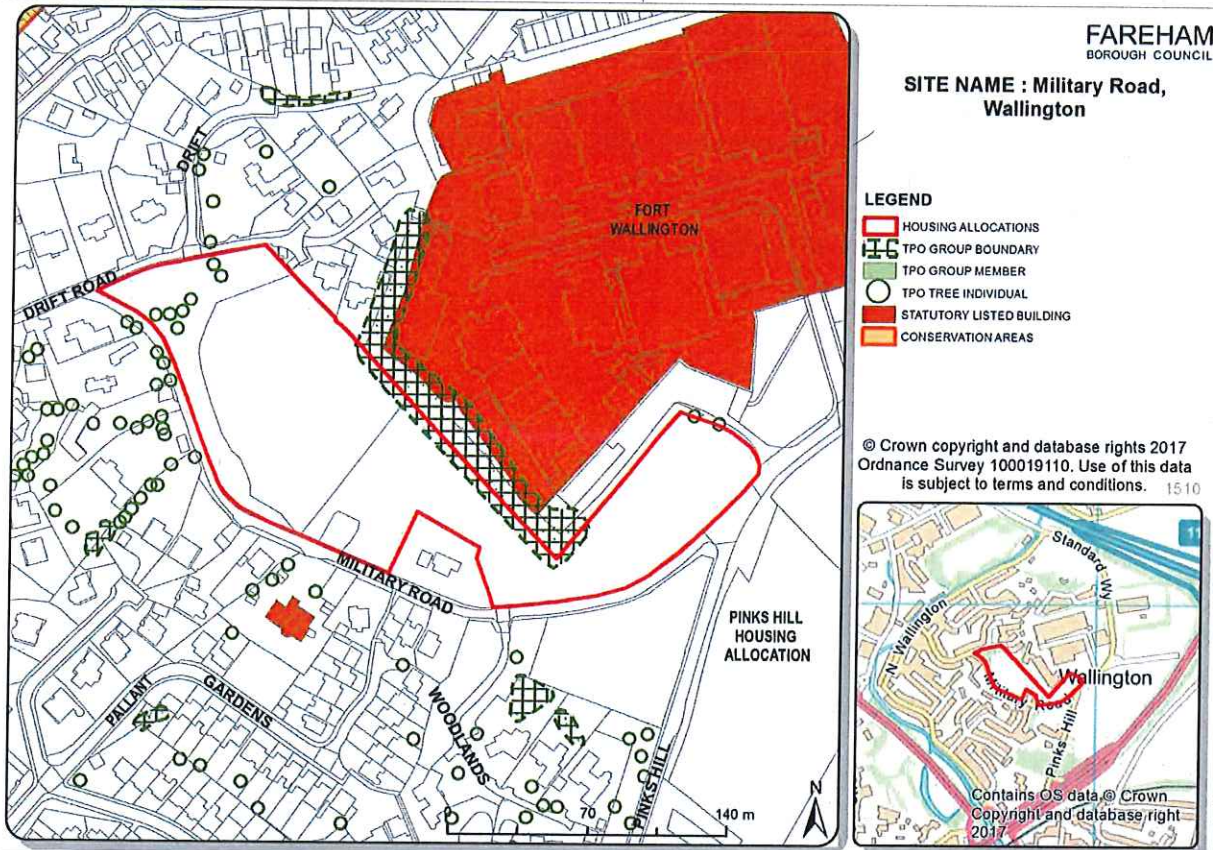 FAREHAM
BOROUGH COUNCIL
SITE NAME : Military Road,
Wallington
LEGEND
HOUSING ALLOCATIONS
TPO GROUP BOUNDARY
TPO GROUP MEMBER
TPO TREE INDIVIDUAL
STATUTORY LISTED BUILDING
CONSERVATION AREAS
© Crown copyright and database rights 2017
Ordnance Survey 100019110. Use of this data
is subject to terms and conditions. 1510
DRIFT
DRIFT ROAD
FORT
WALLINGTON
MILITARY ROAD
PINKS HILL
HOUSING
ALLOCATION
PALLANT
GARDENS
WOODLANDS
PINKS HILL
0
70
140 m
N
Standard Wy
N Wallington
Wallington
Military Road
Pinks Hill
Contains OS data © Crown
Copyright and database right
2017